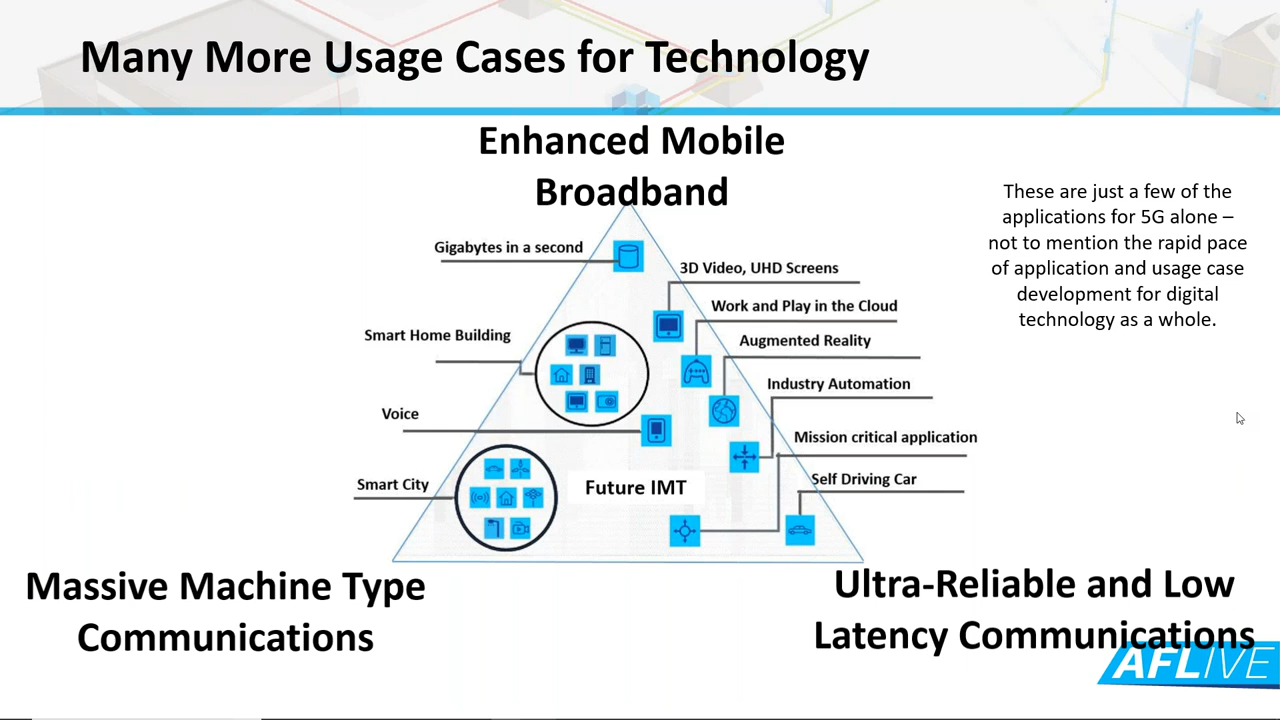 Many More Usage Cases for Technology
Enhanced Mobile
Broadband
These are just a few of the
applications for 5G alone –
not to mention the rapid pace
of application and usage case
development for digital
technology as a whole.
Gigabytes in a second
3D Video, UHD Screens
Work and Play in the Cloud
Smart Home Building
Augmented Reality
Industry Automation
Voice
Mission critical application
Smart City
Future IMT
Self Driving Car
Massive Machine Type
Communications
Ultra-Reliable and Low
Latency Communications
AFLIVE